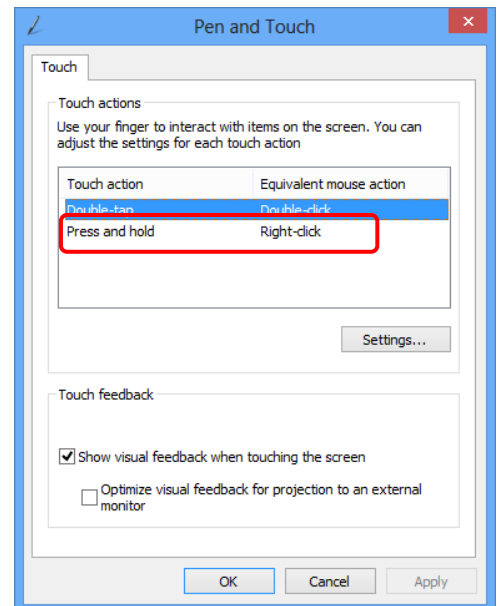 Pen and Touch
Touch
Touch actions
Use your finger to interact with items on the screen. You can
adjust the settings for each touch action
Touch action Equivalent mouse action
Double-tap Double-click
Press and hold Right-click
Settings...
Touch feedback
Show visual feedback when touching the screen
Optimize visual feedback for projection to an external
monitor
OK Cancel Apply